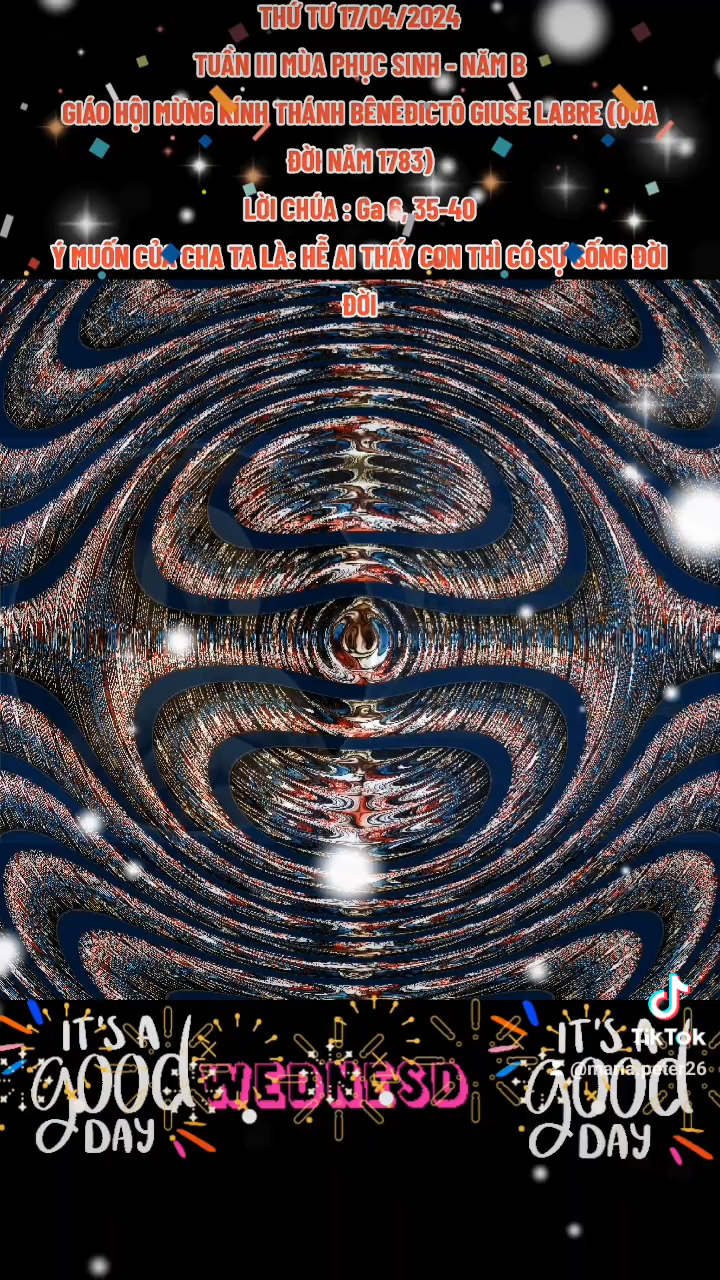 THỨ TƯ 17/04/2024
TUẦN III MÙA PHỤC SINH - NĂM B
GIÁO HỘI MỪNG KÍNH THÁNH BÊNÊĐICTÔ GIUSE LABRE (QUA
ĐỜI NĂM 1783)
LỜI CHÚA : Ga 6, 35-40
Ý MUỐN CỦA CHA TA LÀ: HỄ AI THẤY CON THÌ CÓ SỰ SỐNG ĐỜI
ĐỜI
TikTok
@maria.peter26
IT'S A good DAY
WEDNESD
IT'S A good DAY